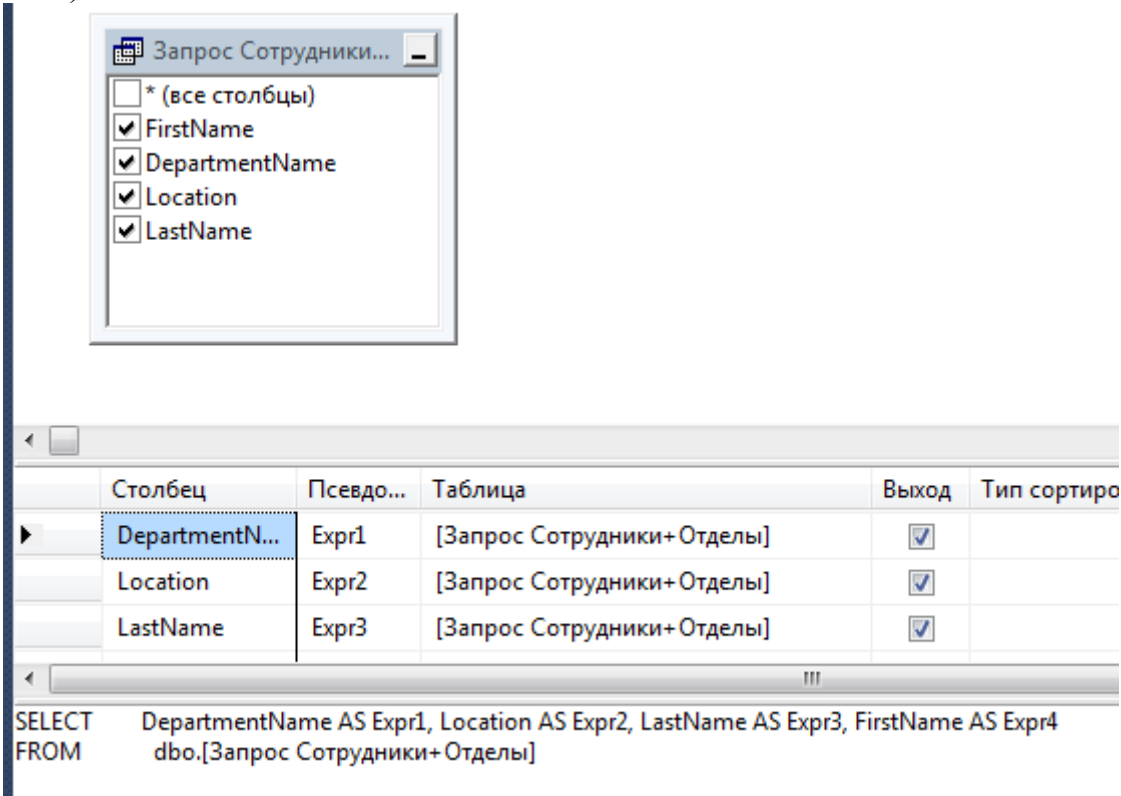 Запрос Сотрудники...
* (все столбцы)
FirstName
DepartmentName
Location
LastName
Столбец Псевдо... Таблица Выход Тип сортиро
DepartmentN... Expr1 [Запрос Сотрудники+Отделы]
Location Expr2 [Запрос Сотрудники+Отделы]
LastName Expr3 [Запрос Сотрудники+Отделы]
SELECT DepartmentName AS Expr1, Location AS Expr2, LastName AS Expr3, FirstName AS Expr4
FROM dbo.[Запрос Сотрудники+Отделы]